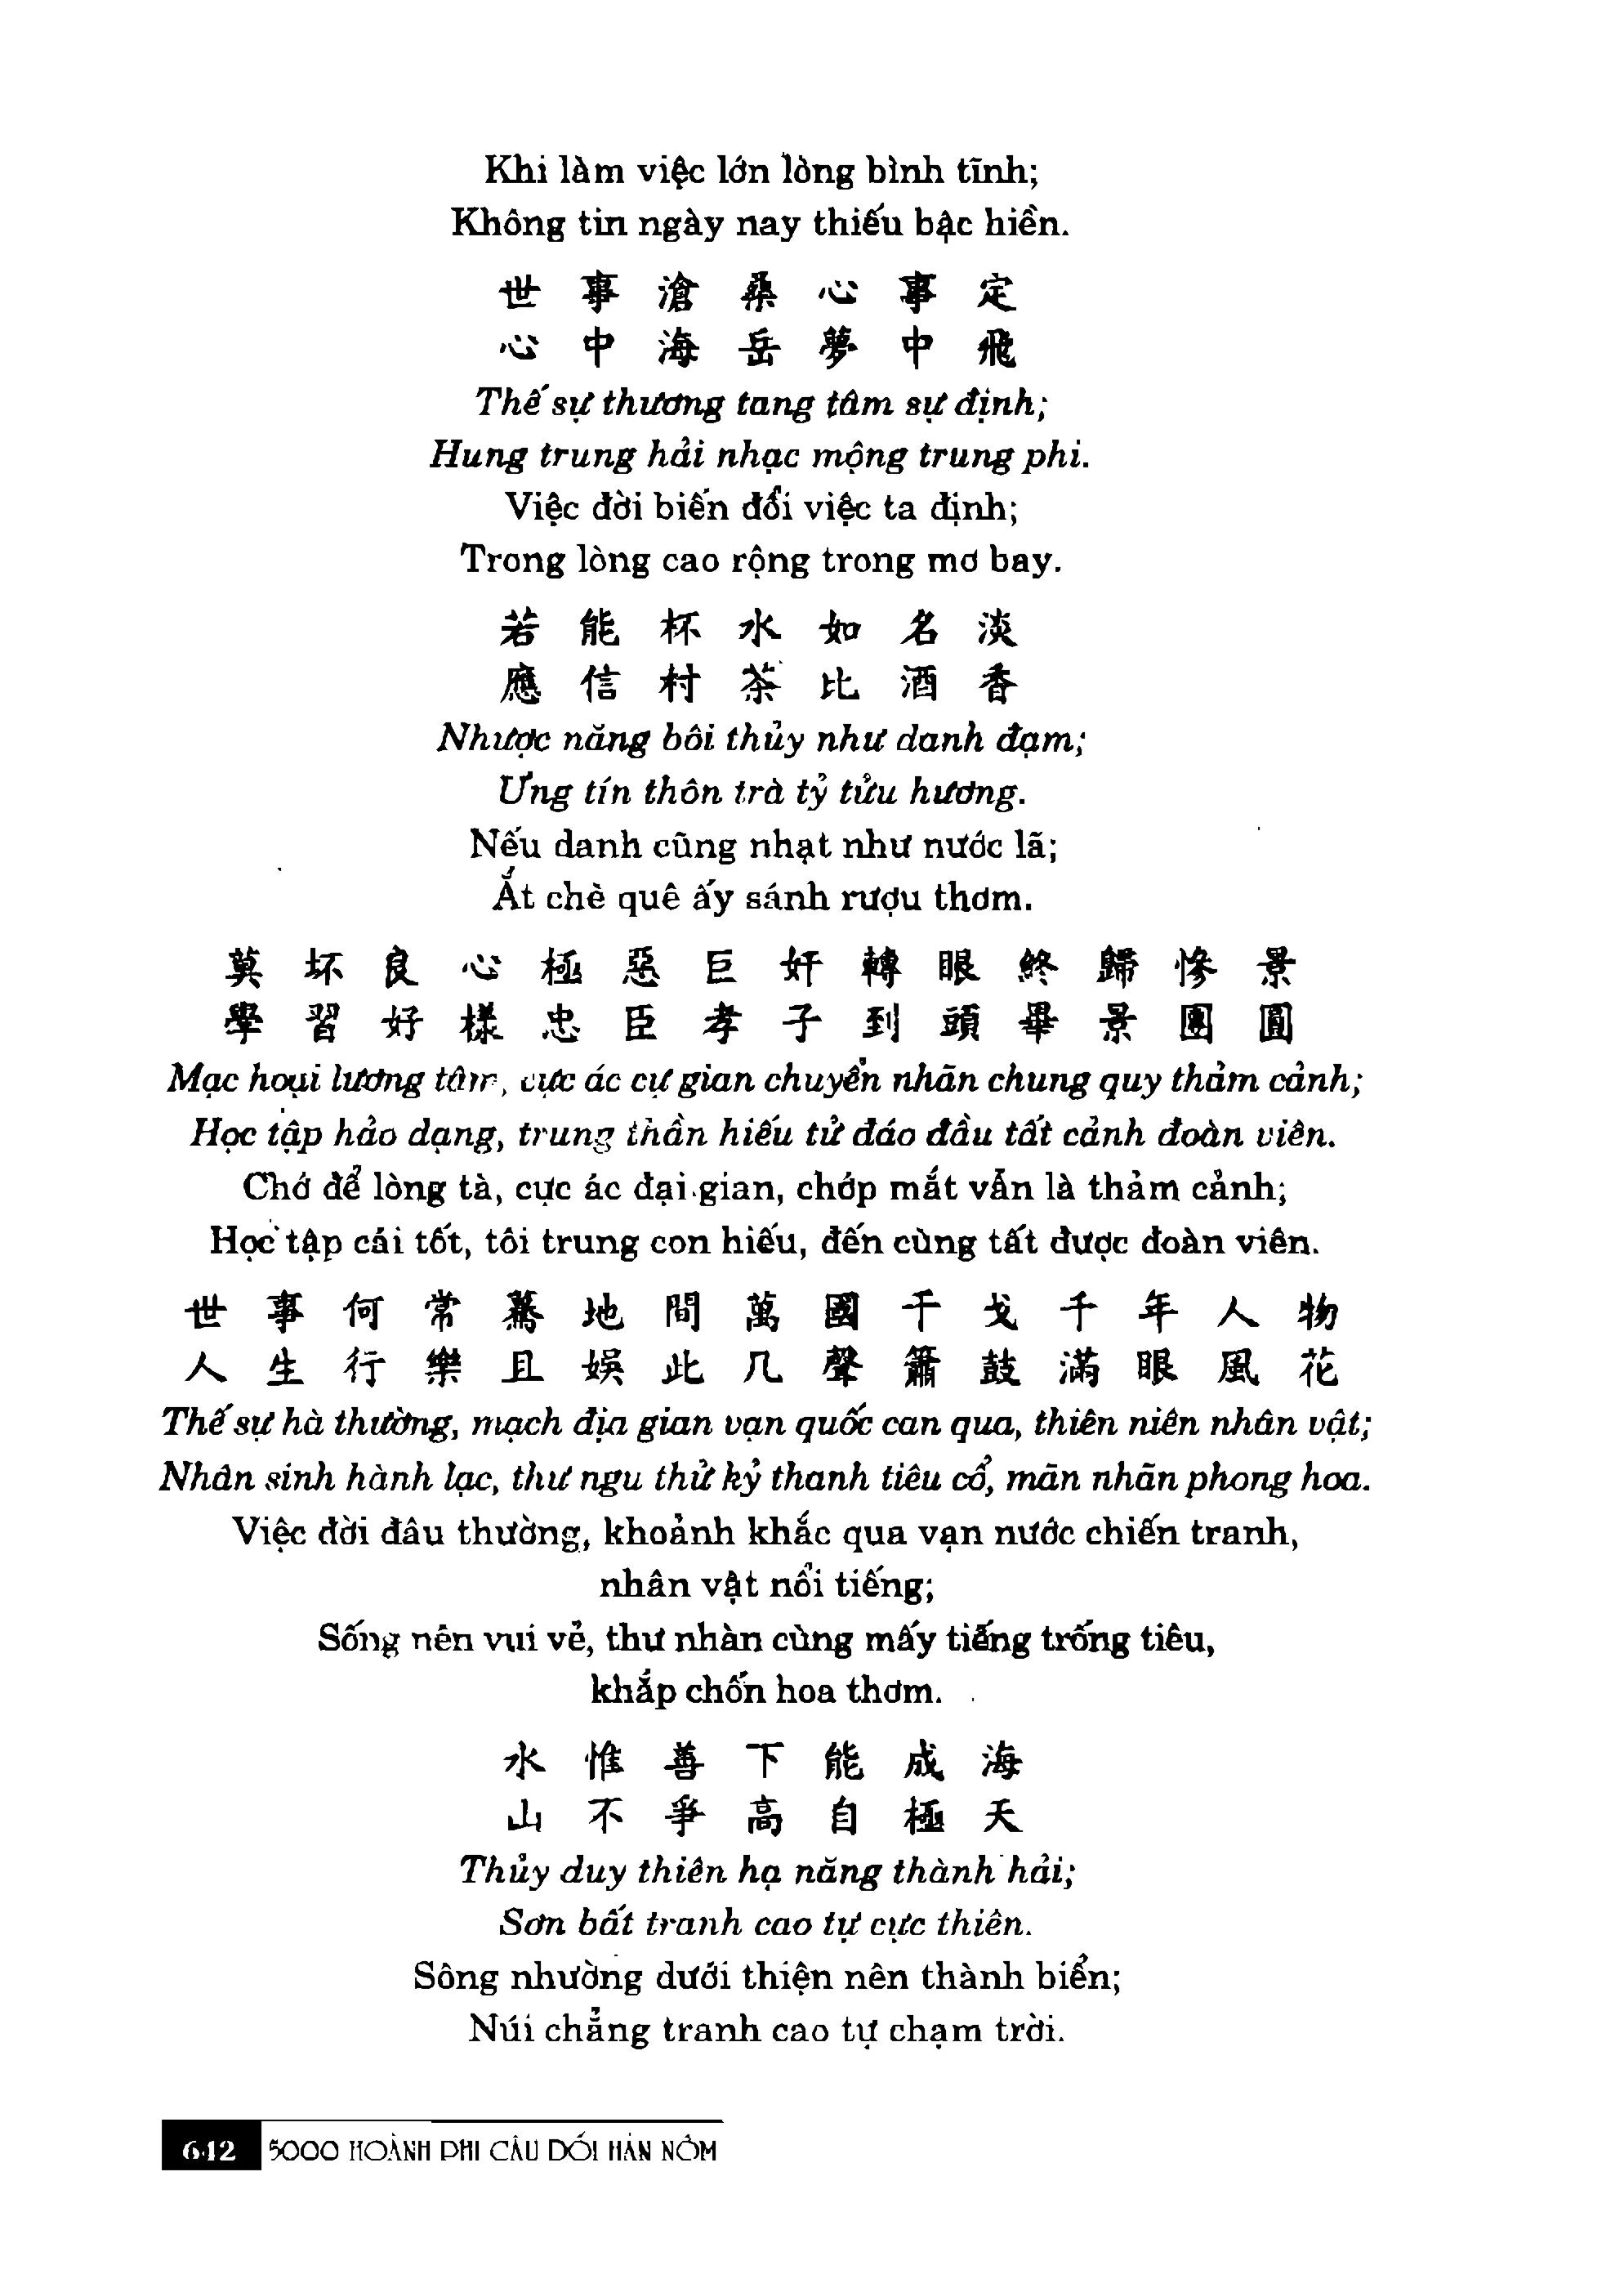 Khi làm việc lớn lòng bình tĩnh;
Không tin ngày nay thiếu bậc hiền.
世事滄桑心事定
心中海岳夢中飛
Thế sự thương tang tâm sự định;
Hung trung hải nhạc mộng trung phi.
Việc đời biến đổi việc ta định;
Trong lòng cao rộng trong mơ bay.
若能杯水如名淡
應信村茶比酒香
Nhược năng bôi thủy như danh đạm;
Ưng tín thôn trà tỷ tửu hương.
Nếu danh cũng nhạt như nước lã;
Ắt chè quê ấy sánh rượu thơm.
莫坏良心極惡巨奸轉眼終歸慘景
學習好樣忠臣孝子到頭畢景團圓
Mạc hoại lương tâm, cực ác cự gian chuyển nhãn chung quy thảm cảnh;
Học tập hảo dạng, trung thần hiếu tử đáo đầu tất cảnh đoàn viên.
Chớ để lòng tà, cực ác đại gian, chớp mắt vẫn là thảm cảnh;
Học tập cái tốt, tôi trung con hiếu, đến cùng tất được đoàn viên.
世事何常驀地間萬國干戈千年人物
人生行樂且娛此几聲簫鼓滿眼風花
Thế sự hà thường, mạch địa gian vạn quốc can qua, thiên niên nhân vật;
Nhân sinh hành lạc, thư ngu thử kỷ thanh tiêu cổ, mãn nhãn phong hoa.
Việc đời đâu thường, khoảnh khắc qua vạn nước chiến tranh,
nhân vật nổi tiếng;
Sống nên vui vẻ, thư nhàn cùng mấy tiếng trống tiêu,
khắp chốn hoa thơm.
水惟善下能成海
山不爭高自極天
Thủy duy thiên hạ năng thành hải;
Sơn bất tranh cao tự cực thiên.
Sông nhường dưới thiện nên thành biển;
Núi chẳng tranh cao tự chạm trời.
642 5000 HOÀNH PHI CÂU ĐỐI HÁN NÔM